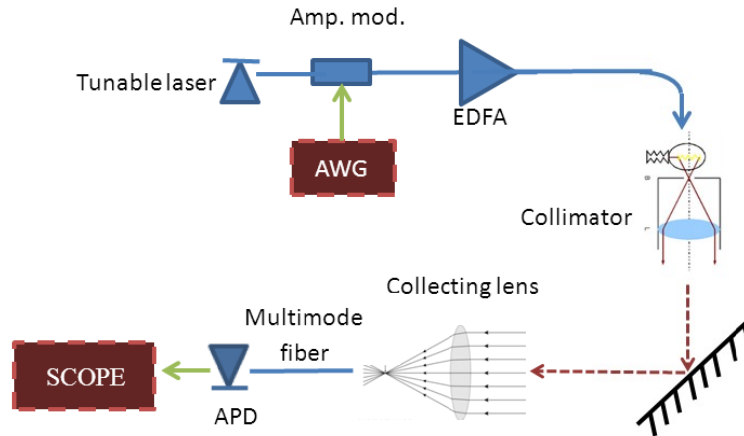 Amp. mod.
Tunable laser
EDFA
AWG
Collimator
Collecting lens
Multimode
fiber
SCOPE
APD